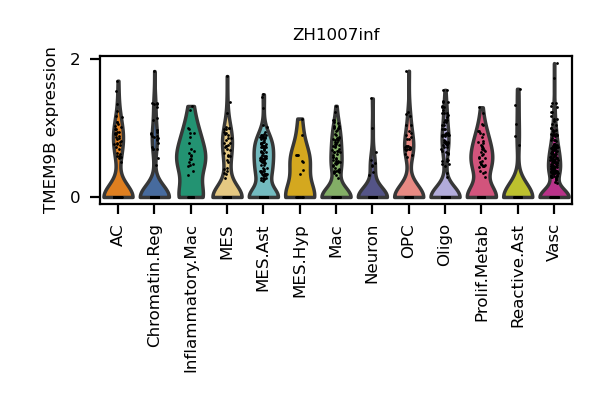 ZH1007inf
TMEM9B expression
2
0
AC
Chromatin.Reg
Inflammatory.Mac
MES
MES.Ast
MES.Hyp
Mac
Neuron
OPC
Oligo
Prolif.Metab
Reactive.Ast
Vasc